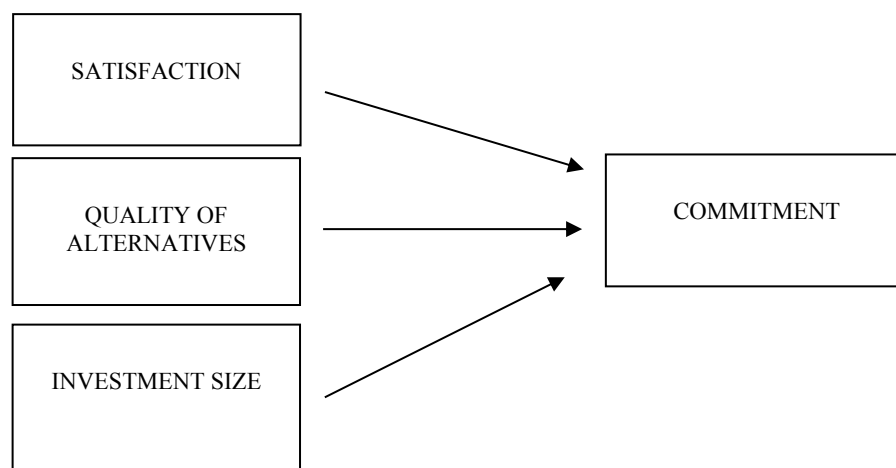 SATISFACTION
QUALITY OF
ALTERNATIVES
INVESTMENT SIZE
COMMITMENT